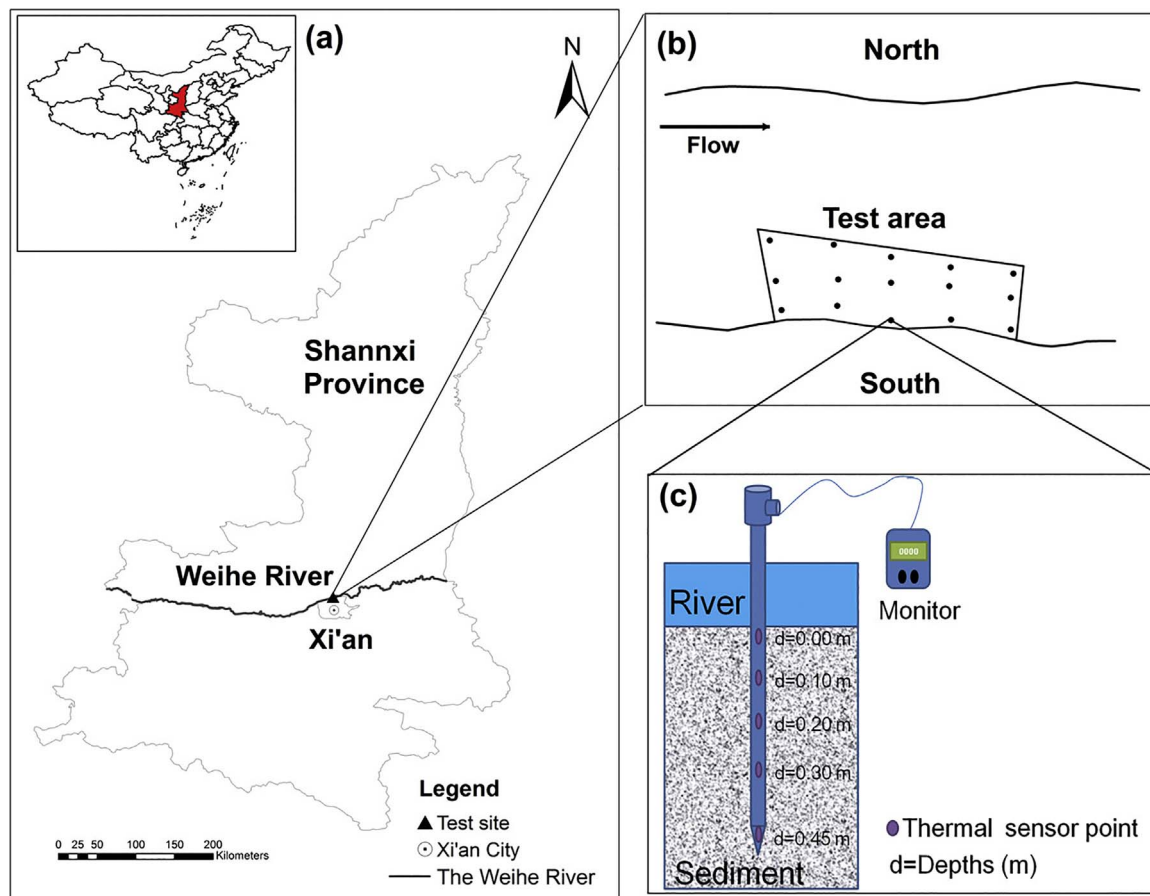 (a)
N
Shannxi
Province
Weihe River
Xi'an
Legend
Test site
Xi'an City
The Weihe River
0 25 50 100 150 200
Kilometers
(b)
North
Flow
Test area
South
(c)
0000
River
Monitor
d=0.00 m
d=0.10 m
d=0.20 m
d=0.30 m
d=0.45 m
Sediment
Thermal sensor point
d=Depths (m)